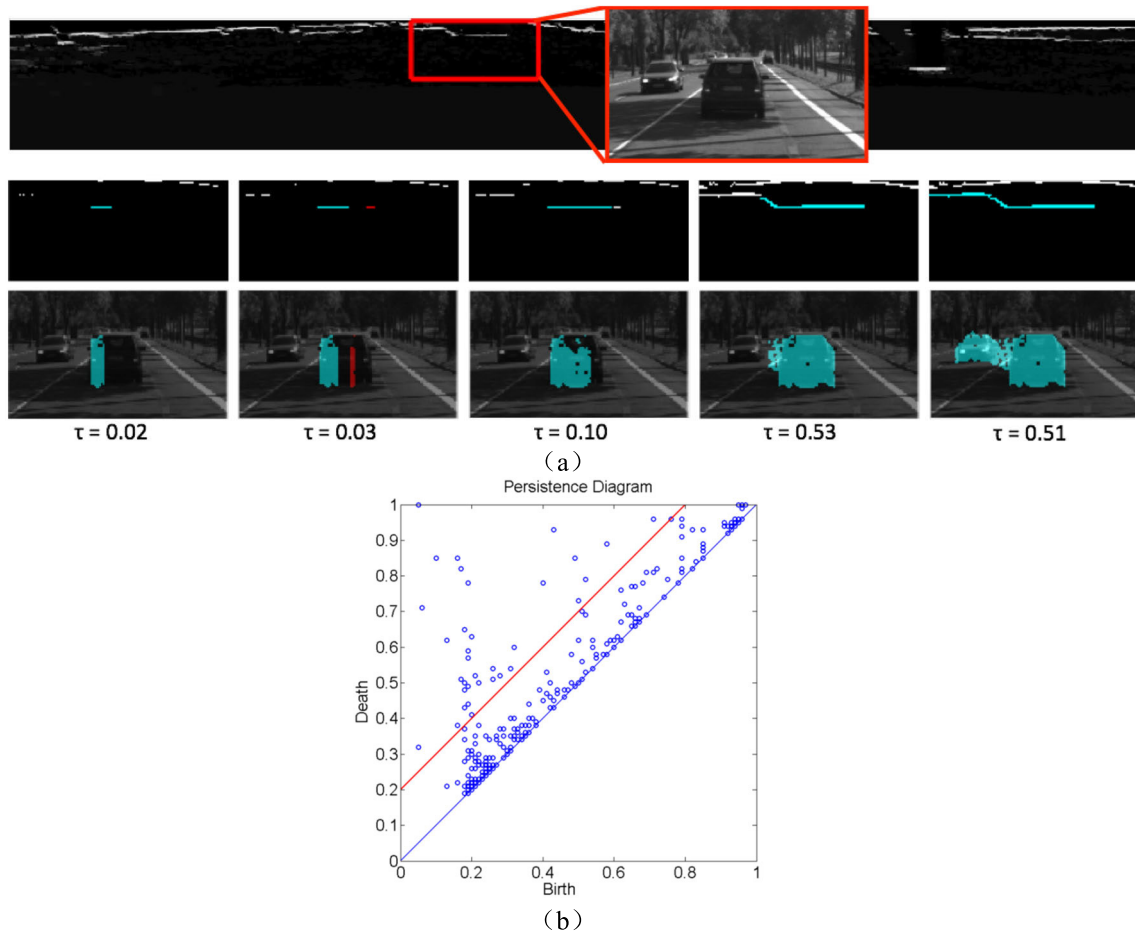 τ = 0.02
τ = 0.03
τ = 0.10
τ = 0.53
τ = 0.51
（a）
Persistence Diagram
1
0.9
0.8
0.7
0.6
0.5
0.4
0.3
0.2
0.1
0
Death
0
0.2
0.4
0.6
0.8
1
Birth
（b）